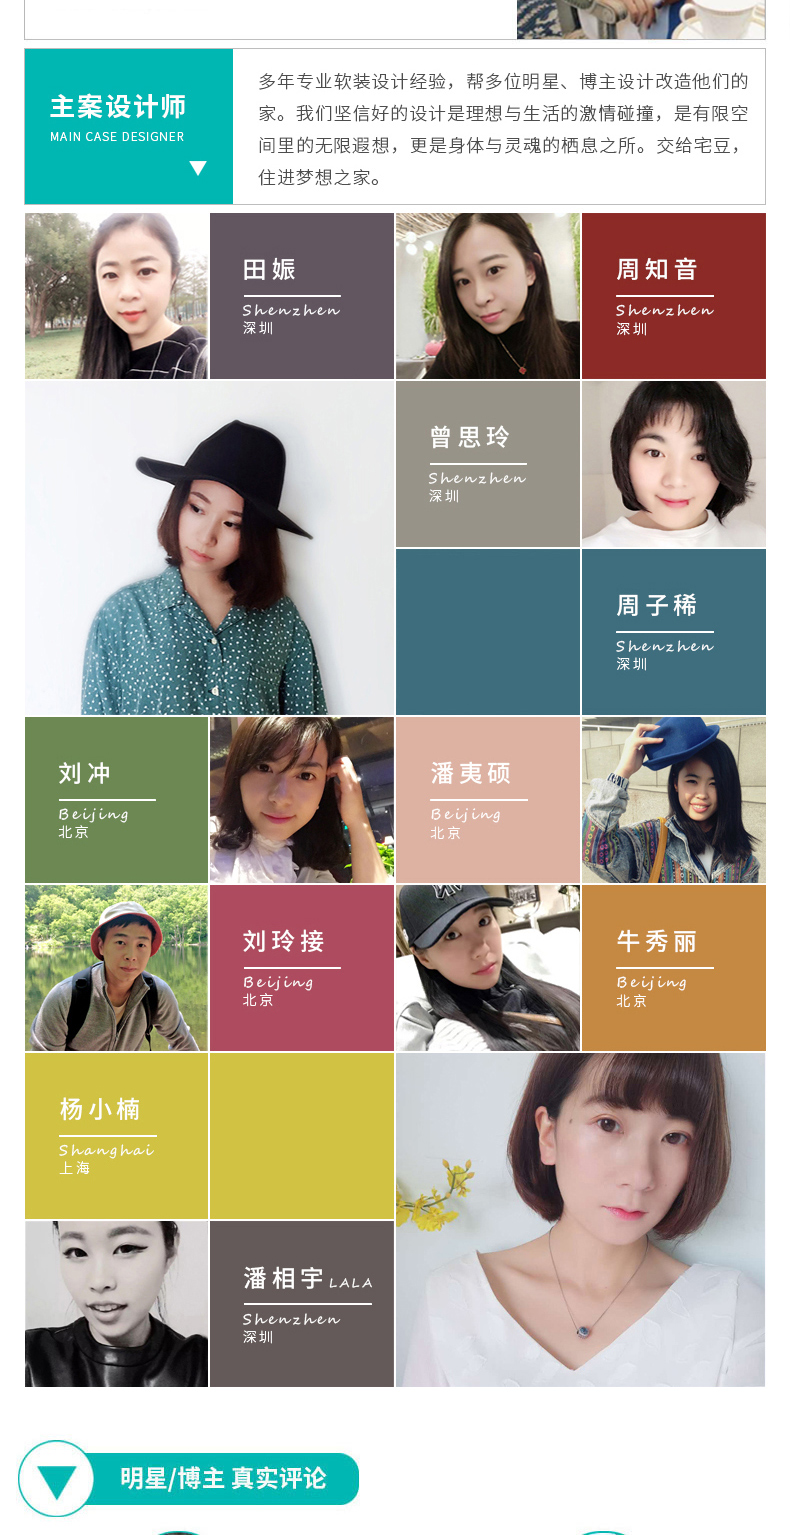 主案设计师
MAIN CASE DESIGNER
多年专业软装设计经验，帮多位明星、博主设计改造他们的
家。我们坚信好的设计是理想与生活的激情碰撞，是有限空
间里的无限遐想，更是身体与灵魂的栖息之所。交给宅豆，
住进梦想之家。
田娠
Shenzhen
深圳
周知音
Shenzhen
深圳
曾思玲
Shenzhen
深圳
周子稀
Shenzhen
深圳
刘冲
Beijing
北京
潘夷硕
Beijing
北京
刘玲接
Beijing
北京
牛秀丽
Beijing
北京
杨小楠
Shanghai
上海
潘相宇LALA
Shenzhen
深圳
明星/博主 真实评论